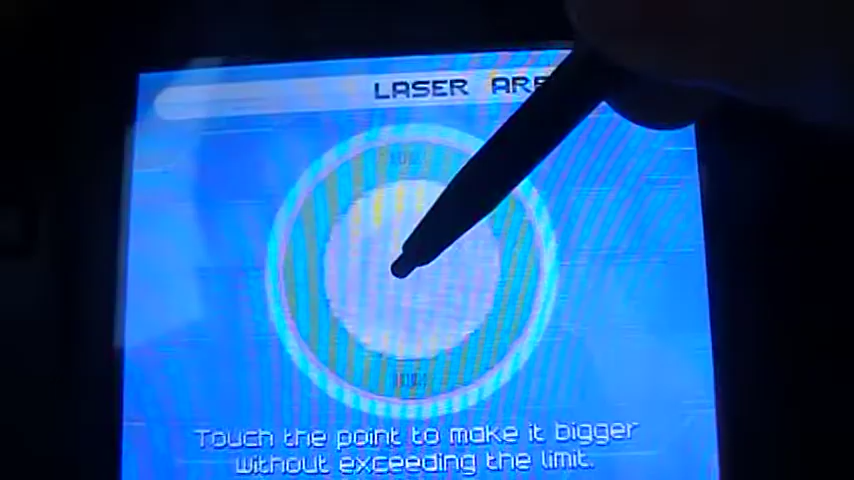 LASER
Touch the point to make it bigger
without exceeding the limit.